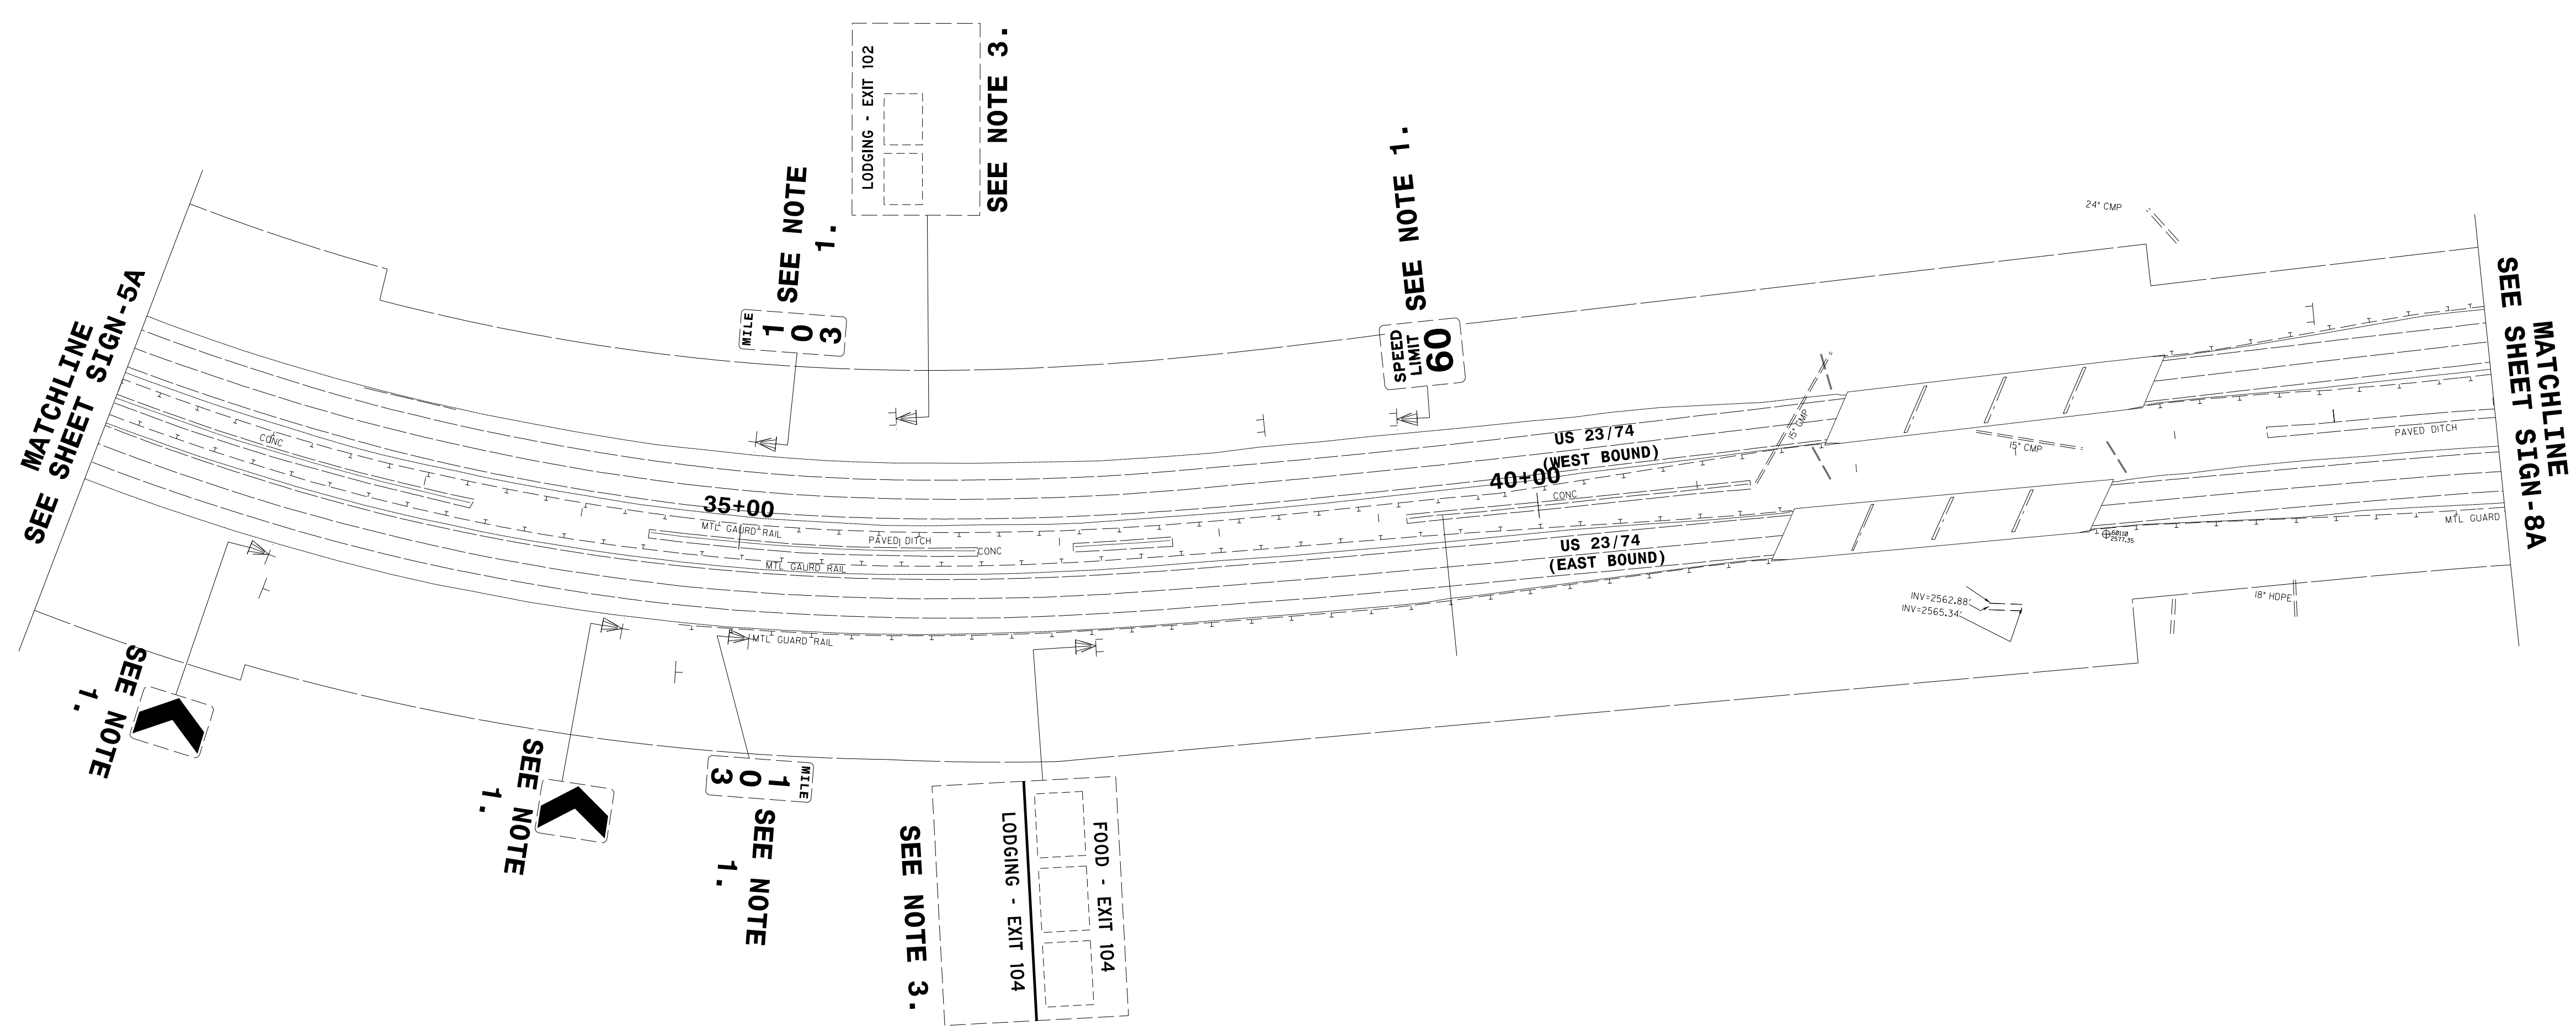 LODGING - EXIT 102
SEE NOTE 3.
SEE NOTE
1.
MILE
1
0
3
SEE NOTE 1.
SPEED
LIMIT
60
24" CMP
MATCHLINE
SEE SHEET SIGN-5A
MATCHLINE
SEE SHEET SIGN-8A
CONC
35+00
MTL GAURD RAIL
PAVED DITCH
CONC
MTL GAURD RAIL
MTL GUARD RAIL
US 23/74
(WEST BOUND)
40+00
CONC
US 23/74
(EAST BOUND)
15" CMP
15" CMP
PAVED DITCH
MTL GUARD
2577.35
INV=2562.88'
INV=2565.34'
18" HDPE
SEE NOTE
1.
SEE NOTE
1.
MILE
1
0
3
SEE NOTE
1.
FOOD - EXIT 104
LODGING - EXIT 104
SEE NOTE 3.